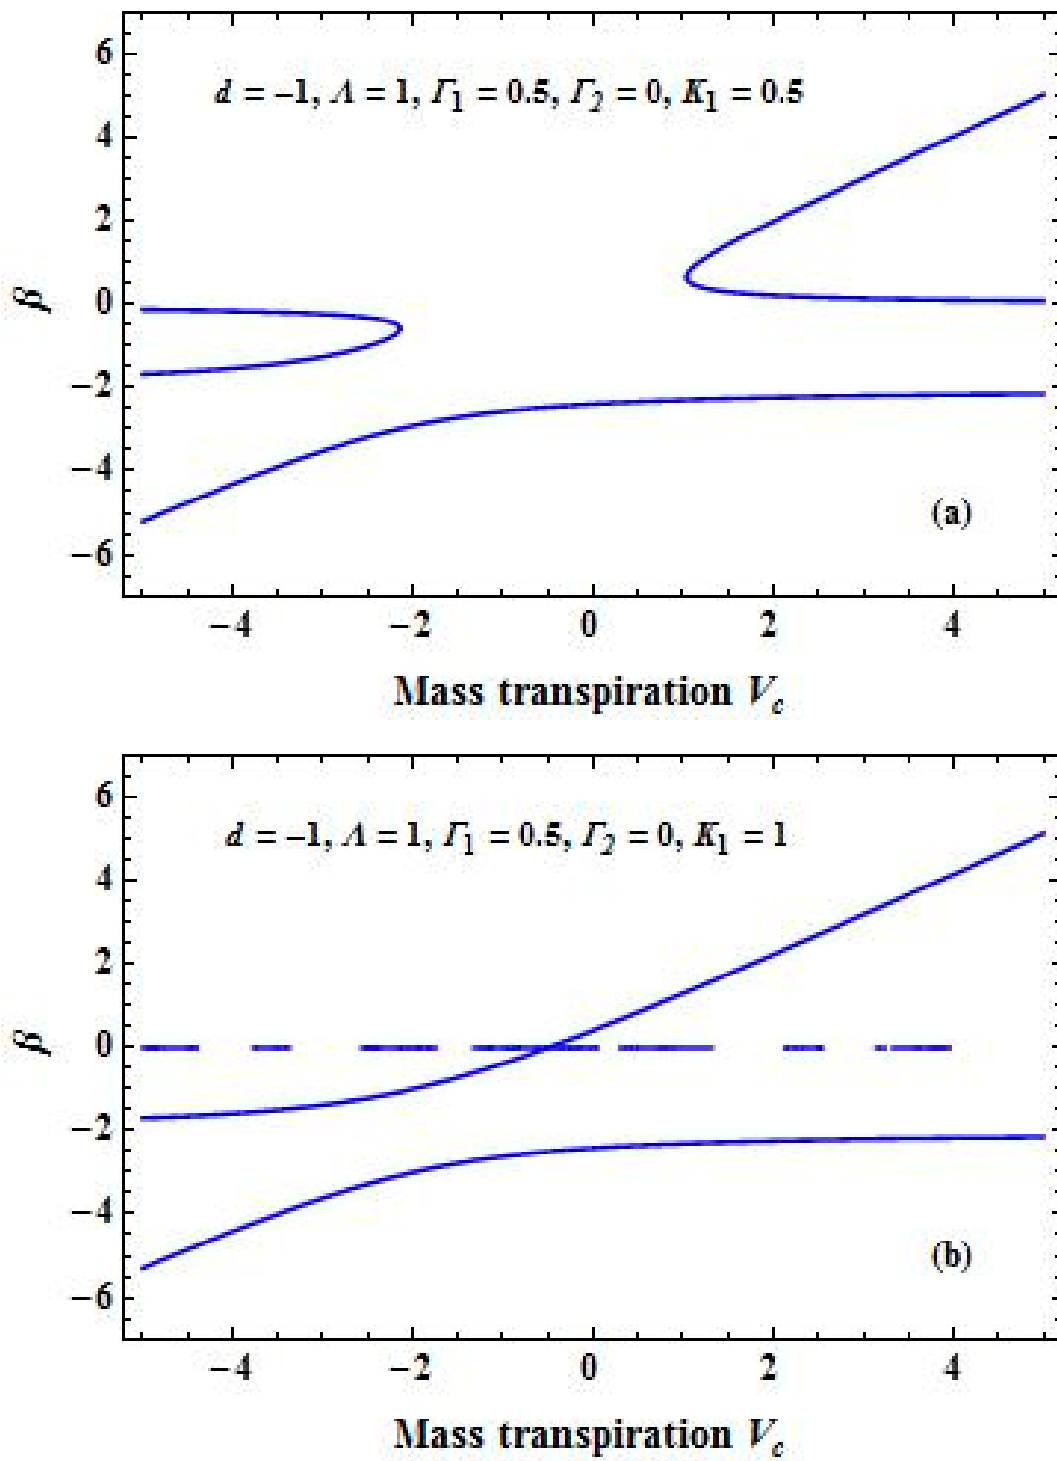 6
d = −1, Λ = 1, Γ1 = 0.5, Γ2 = 0, K1 = 0.5
4
2
β
0
−2
−4
(a)
−6
−4 −2 0 2 4
Mass transpiration Vc
6
d = −1, Λ = 1, Γ1 = 0.5, Γ2 = 0, K1 = 1
4
2
β
0
−2
−4
(b)
−6
−4 −2 0 2 4
Mass transpiration Vc